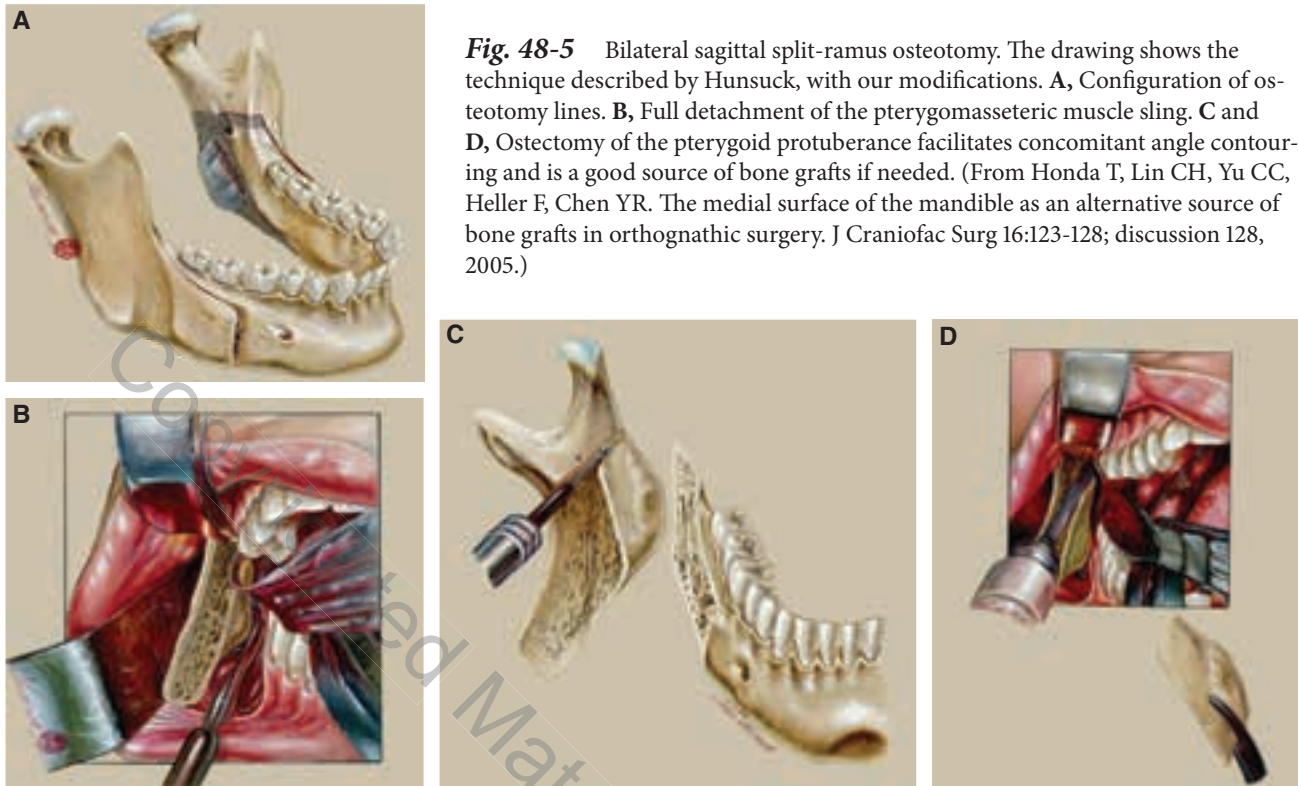 A
Fig. 48-5 Bilateral sagittal split-ramus osteotomy. The drawing shows the
technique described by Hunsuck, with our modifications. A, Configuration of os-
teotomy lines. B, Full detachment of the pterygomasseteric muscle sling. C and
D, Ostectomy of the pterygoid protuberance facilitates concomitant angle contour-
ing and is a good source of bone grafts if needed. (From Honda T, Lin CH, Yu CC,
Heller F, Chen YR. The medial surface of the mandible as an alternative source of
bone grafts in orthognathic surgery. J Craniofac Surg 16:123-128; discussion 128,
2005.)
B
C
D